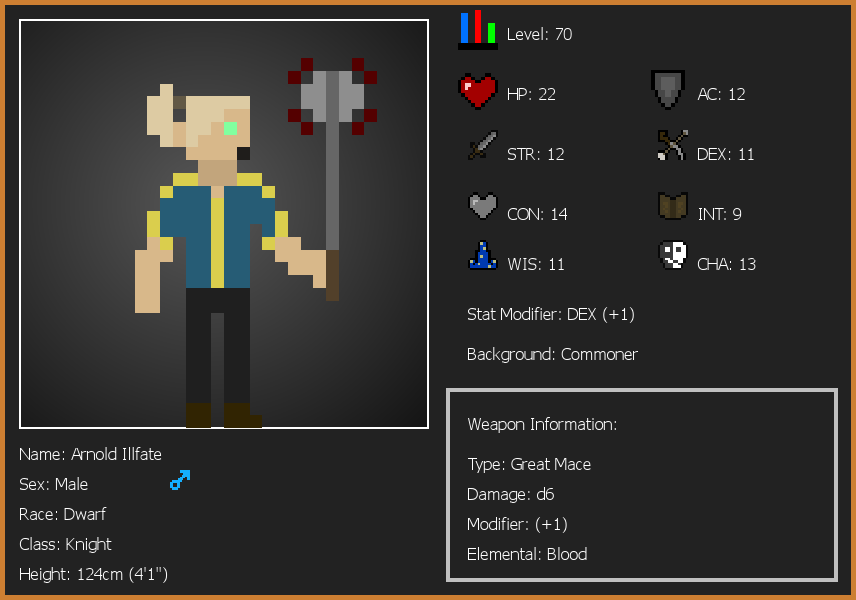 Level: 70
HP: 22
AC: 12
STR: 12
DEX: 11
CON: 14
INT: 9
WIS: 11
CHA: 13
Stat Modifier: DEX (+1)
Background: Commoner
Weapon Information:
Type: Great Mace
Damage: d6
Modifier: (+1)
Elemental: Blood
Name: Arnold Illfate
Sex: Male
Race: Dwarf
Class: Knight
Height: 124cm (4'1")